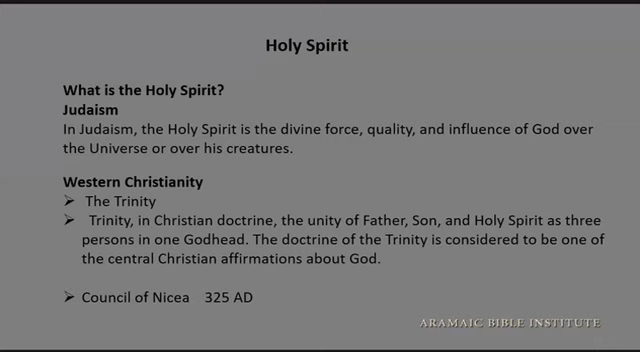 Holy Spirit
What is the Holy Spirit?
Judaism
In Judaism, the Holy Spirit is the divine force, quality, and influence of God over
the Universe or over his creatures.
Western Christianity
➢ The Trinity
➢ Trinity, in Christian doctrine, the unity of Father, Son, and Holy Spirit as three
persons in one Godhead. The doctrine of the Trinity is considered to be one of
the central Christian affirmations about God.
➢ Council of Nicea 325 AD
ARAMAIC BIBLE INSTITUTE